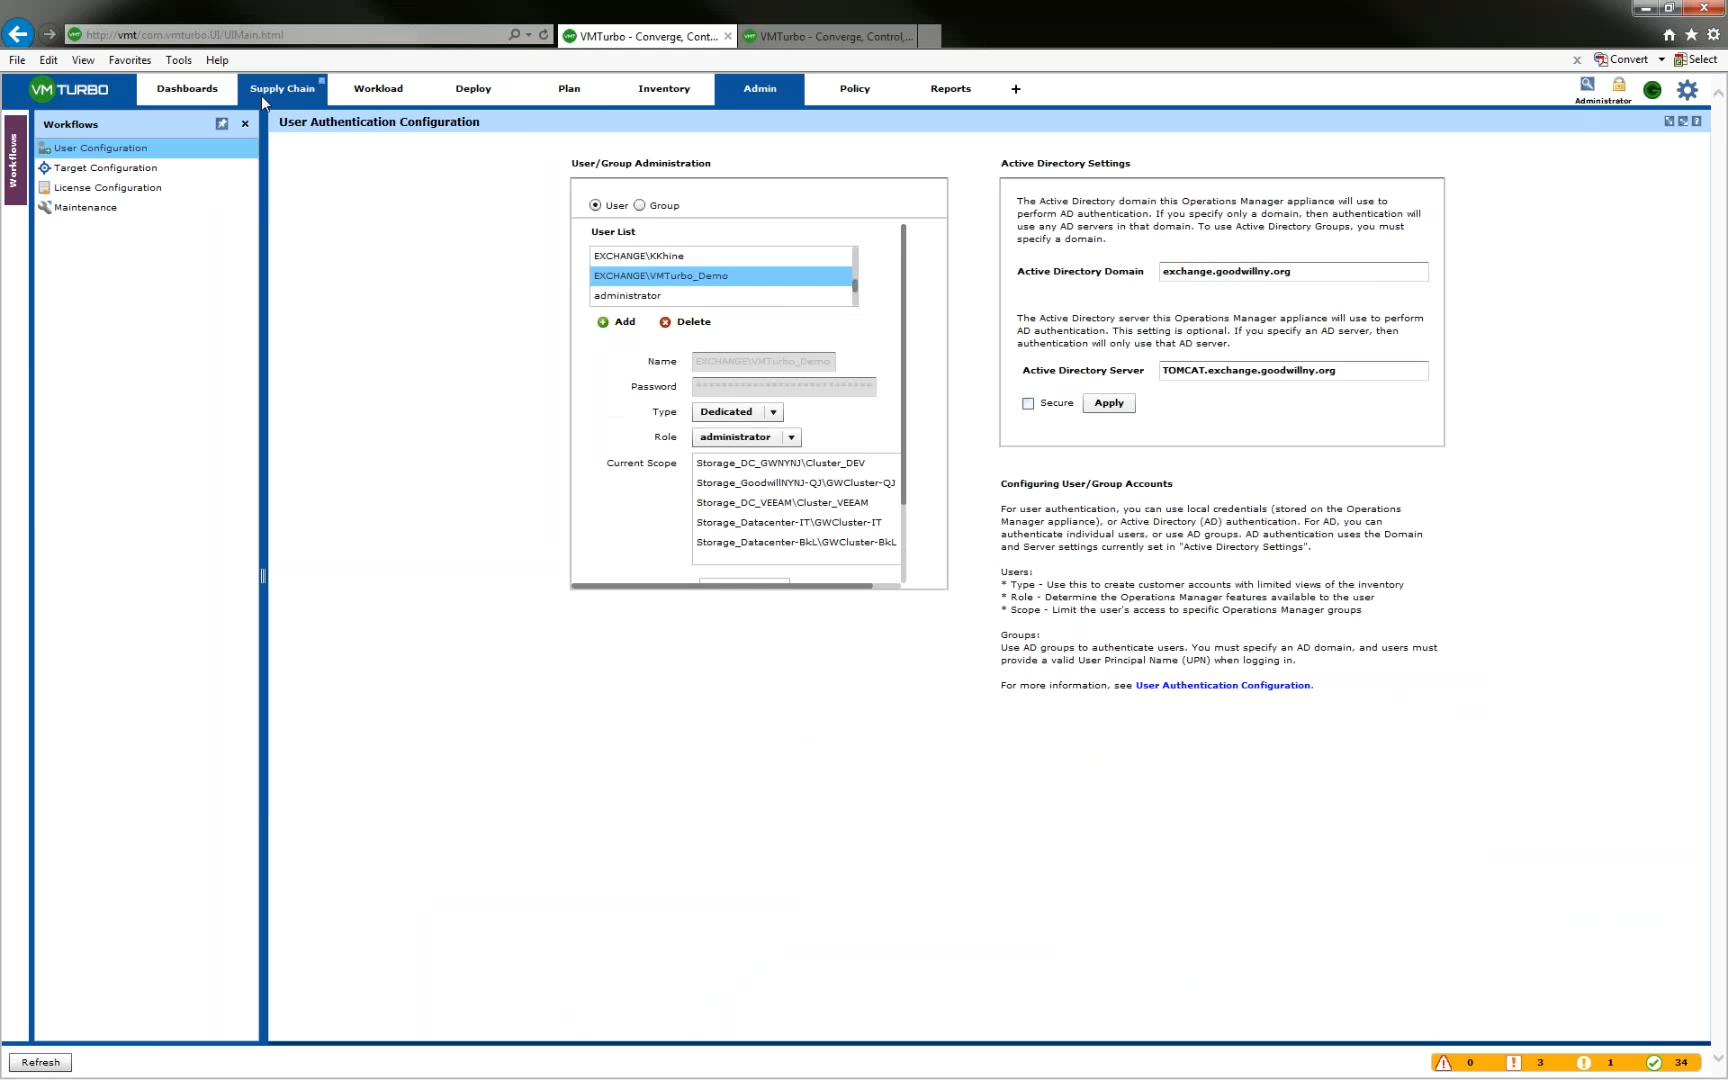 http://vmt/com.vmturbo.UI/UIMain.html
VMTurbo - Converge, Cont...
VMTurbo - Converge, Control,...
File Edit View Favorites Tools Help
x Convert Select
VM TURBO
Dashboards Supply Chain Workload Deploy Plan Inventory Admin Policy Reports +
Administrator
Workflows
Workflows
User Configuration
Target Configuration
License Configuration
Maintenance
User Authentication Configuration
User/Group Administration
User Group
User List
EXCHANGE\KKhine
EXCHANGE\VMTurbo_Demo
administrator
Add Delete
Name EXCHANGE\VMTurbo_Demo
Password ****************************
Type Dedicated
Role administrator
Current Scope
Storage_DC_GWNYNJ\Cluster_DEV
Storage_GoodwillNYNJ-QJ\GWCluster-QJ
Storage_DC_VEEAM\Cluster_VEEAM
Storage_Datacenter-IT\GWCluster-IT
Storage_Datacenter-BkL\GWCluster-BkL
Active Directory Settings
The Active Directory domain this Operations Manager appliance will use to
perform AD authentication. If you specify only a domain, then authentication will
use any AD servers in that domain. To use Active Directory Groups, you must
specify a domain.
Active Directory Domain exchange.goodwillny.org
The Active Directory server this Operations Manager appliance will use to perform
AD authentication. This setting is optional. If you specify an AD server, then
authentication will only use that AD server.
Active Directory Server TOMCAT.exchange.goodwillny.org
Secure Apply
Configuring User/Group Accounts
For user authentication, you can use local credentials (stored on the Operations
Manager appliance), or Active Directory (AD) authentication. For AD, you can
authenticate individual users, or use AD groups. AD authentication uses the Domain
and Server settings currently set in "Active Directory Settings".
Users:
* Type - Use this to create customer accounts with limited views of the inventory
* Role - Determine the Operations Manager features available to the user
* Scope - Limit the user's access to specific Operations Manager groups
Groups:
Use AD groups to authenticate users. You must specify an AD domain, and users must
provide a valid User Principal Name (UPN) when logging in.
For more information, see User Authentication Configuration.
Refresh
0 3 1 34